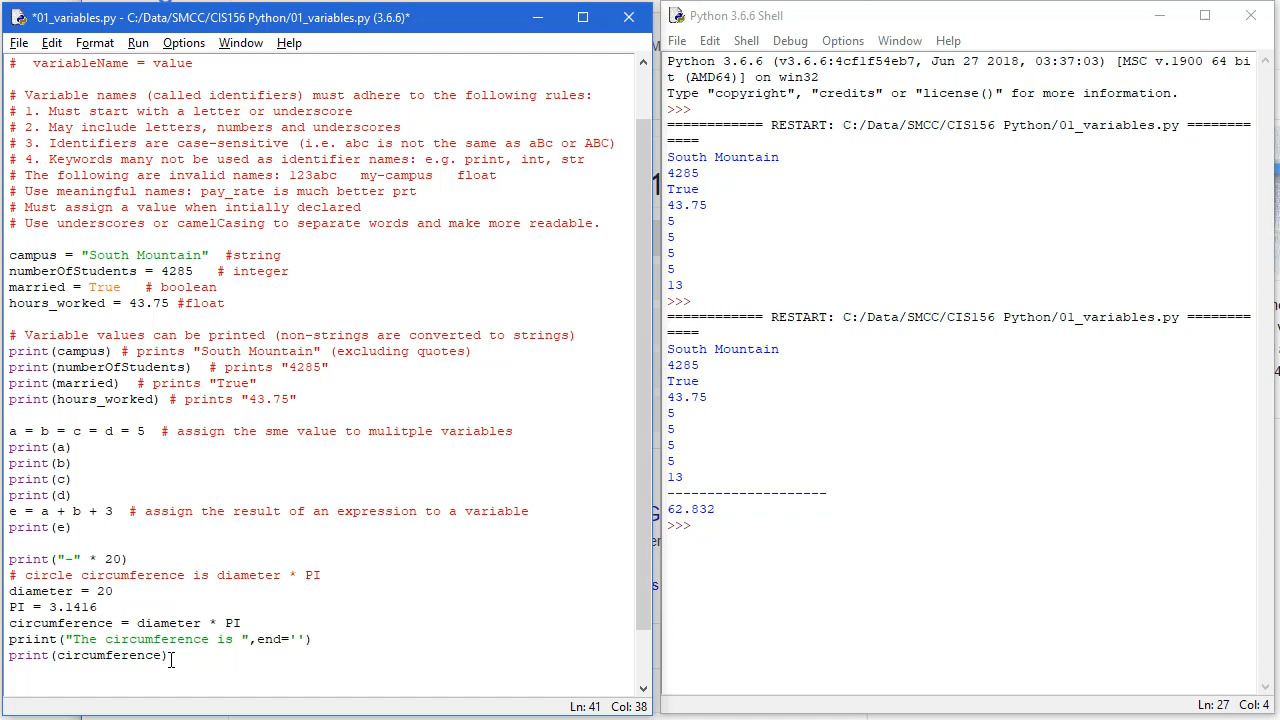 *01_variables.py - C:/Data/SMCC/CIS156 Python/01_variables.py (3.6.6)*
File Edit Format Run Options Window Help
#  variableName = value
# Variable names (called identifiers) must adhere to the following rules:
# 1. Must start with a letter or underscore
# 2. May include letters, numbers and underscores
# 3. Identifiers are case-sensitive (i.e. abc is not the same as aBc or ABC)
# 4. Keywords many not be used as identifier names: e.g. print, int, str
# The following are invalid names: 123abc   my-campus   float
# Use meaningful names: pay_rate is much better prt
# Must assign a value when intially declared
# Use underscores or camelCasing to separate words and make more readable.
campus = "South Mountain"  #string
numberOfStudents = 4285   # integer
married = True   # boolean
hours_worked = 43.75 #float
# Variable values can be printed (non-strings are converted to strings)
print(campus) # prints "South Mountain" (excluding quotes)
print(numberOfStudents)  # prints "4285"
print(married)  # prints "True"
print(hours_worked) # prints "43.75"
a = b = c = d = 5  # assign the sme value to mulitple variables
print(a)
print(b)
print(c)
print(d)
e = a + b + 3  # assign the result of an expression to a variable
print(e)
print("-" * 20)
# circle circumference is diameter * PI
diameter = 20
PI = 3.1416
circumference = diameter * PI
priint("The circumference is ",end='')
print(circumference)
Ln: 41 Col: 38
Python 3.6.6 Shell
File Edit Shell Debug Options Window Help
Python 3.6.6 (v3.6.6:4cf1f54eb7, Jun 27 2018, 03:37:03) [MSC v.1900 64 bi
t (AMD64)] on win32
Type "copyright", "credits" or "license()" for more information.
>>>
============ RESTART: C:/Data/SMCC/CIS156 Python/01_variables.py ========
====
South Mountain
4285
True
43.75
5
5
5
5
13
>>>
============ RESTART: C:/Data/SMCC/CIS156 Python/01_variables.py ========
====
South Mountain
4285
True
43.75
5
5
5
5
13
--------------------
62.832
>>>
Ln: 27 Col: 4